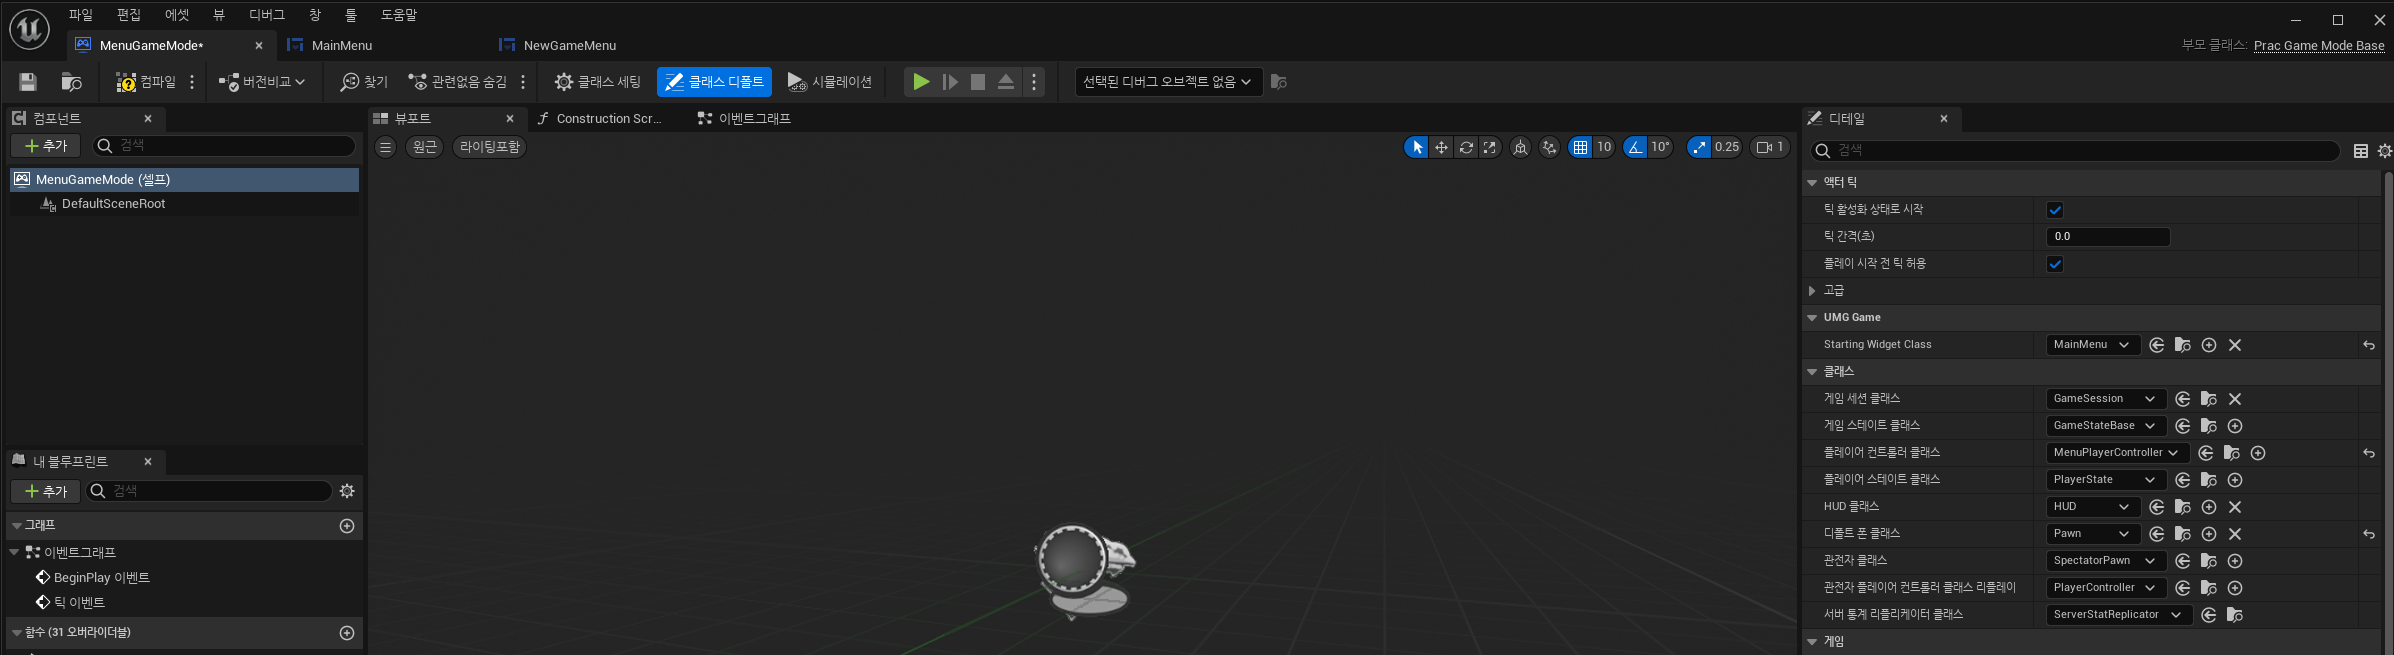 파일 편집 에셋 뷰 디버그 창 툴 도움말
MenuGameMode* MainMenu NewGameMenu
부모 클래스: Prac Game Mode Base
컴파일 버전비교 찾기 관련없음 숨김 클래스 세팅 클래스 디폴트 시뮬레이션 선택된 디버그 오브젝트 없음
컴포넌트
추가 검색
MenuGameMode (셀프)
DefaultSceneRoot
내 블루프린트
추가 검색
그래프
이벤트그래프
BeginPlay 이벤트
틱 이벤트
함수 (31 오버라이더블)
뷰포트 Construction Scr... 이벤트그래프
원근 라이팅포함 10 10° 0.25 1
디테일
검색
액터 틱
틱 활성화 상태로 시작
틱 간격(초) 0.0
플레이 시작 전 틱 허용
고급
UMG Game
Starting Widget Class MainMenu
클래스
게임 세션 클래스 GameSession
게임 스테이트 클래스 GameStateBase
플레이어 컨트롤러 클래스 MenuPlayerController
플레이어 스테이트 클래스 PlayerState
HUD 클래스 HUD
디폴트 폰 클래스 Pawn
관전자 클래스 SpectatorPawn
관전자 플레이어 컨트롤러 클래스 리플레이 PlayerController
서버 통계 리플리케이터 클래스 ServerStatReplicator
게임